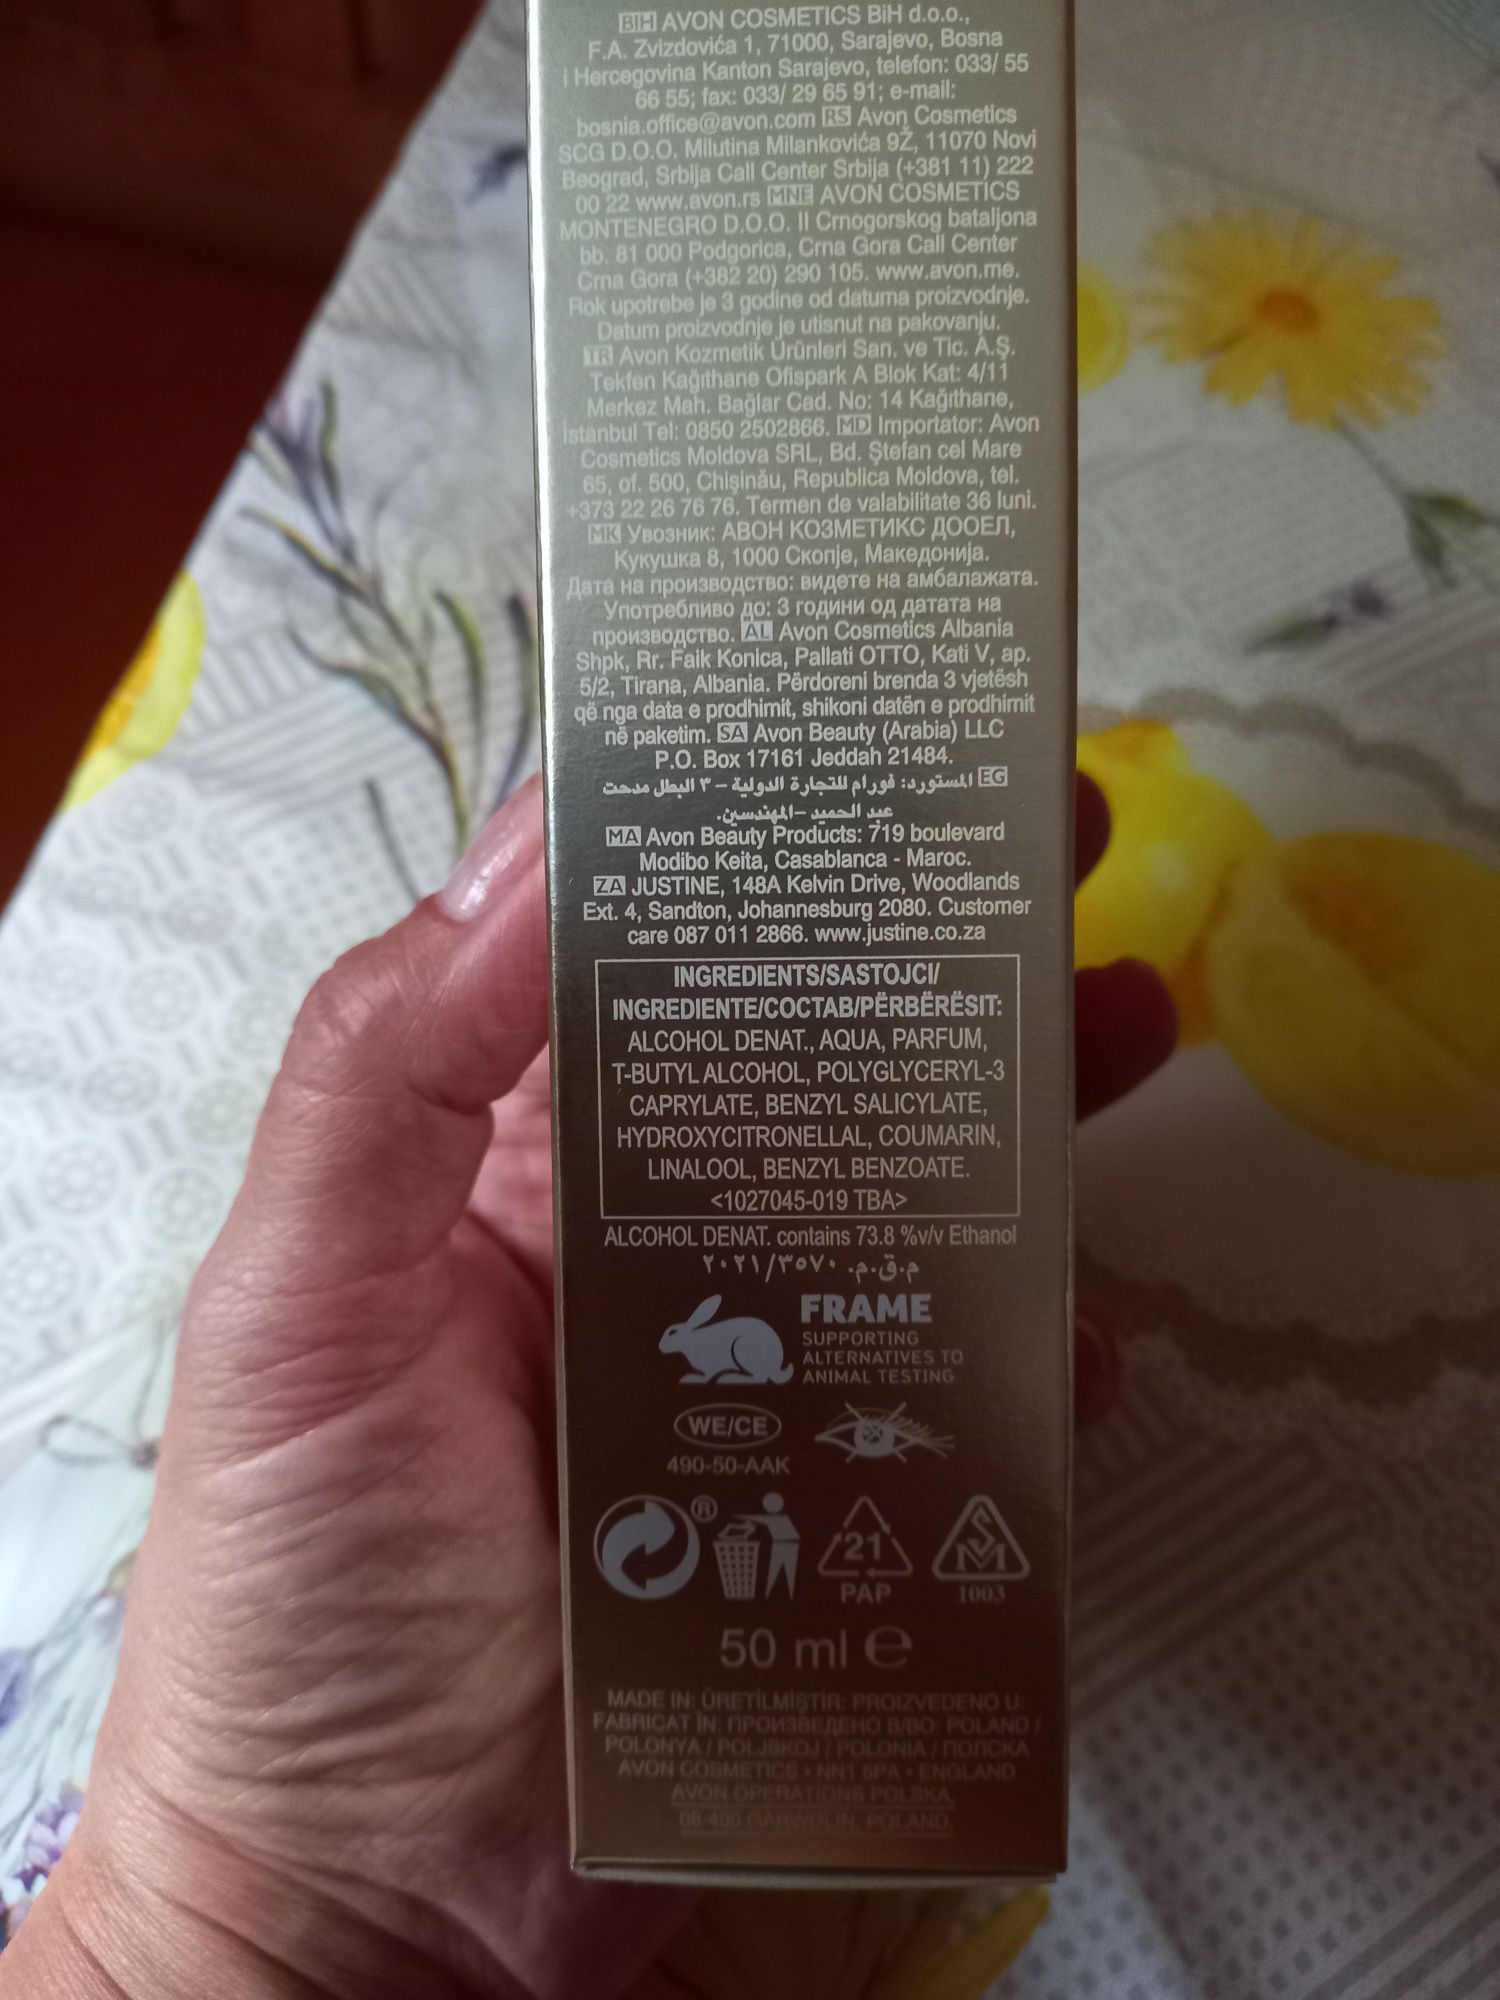 BIH AVON COSMETICS BiH d.o.o.,
F.A. Zvizdovića 1, 71000, Sarajevo, Bosna
i Hercegovina Kanton Sarajevo, telefon: 033/ 55
66 55; fax: 033/ 29 65 91; e-mail:
bosnia.office@avon.com RS Avon Cosmetics
SCG D.O.O. Milutina Milankovića 9Ž, 11070 Novi
Beograd, Srbija Call Center Srbija (+381 11) 222
00 22 www.avon.rs MNE AVON COSMETICS
MONTENEGRO D.O.O. II Crnogorskog bataljona
bb. 81 000 Podgorica, Crna Gora Call Center
Crna Gora (+382 20) 290 105. www.avon.me.
Rok upotrebe je 3 godine od datuma proizvodnje.
Datum proizvodnje je utisnut na pakovanju.
TR Avon Kozmetik Ürünleri San. ve Tic. A.Ş.
Tekfen Kağıthane Ofispark A Blok Kat: 4/11
Merkez Mah. Bağlar Cad. No: 14 Kağıthane,
İstanbul Tel: 0850 2502866. MD Importator: Avon
Cosmetics Moldova SRL, Bd. Ştefan cel Mare
65, of. 500, Chişinău, Republica Moldova, tel.
+373 22 26 76 76. Termen de valabilitate 36 luni.
MK Увозник: АВОН КОЗМЕТИКС ДООЕЛ,
Кукушка 8, 1000 Скопје, Македонија.
Дата на производство: видете на амбалажата.
Употребливо до: 3 години од датата на
производство. AL Avon Cosmetics Albania
Shpk, Rr. Faik Konica, Pallati OTTO, Kati V, ap.
5/2, Tirana, Albania. Përdoreni brenda 3 vjetësh
që nga data e prodhimit, shikoni datën e prodhimit
në paketim. SA Avon Beauty (Arabia) LLC
P.O. Box 17161 Jeddah 21484.
EG المستورد: فورام للتجارة الدولية – ٣ البطل مدحت
عبد الحميد –المهندسين.
MA Avon Beauty Products: 719 boulevard
Modibo Keita, Casablanca - Maroc.
ZA JUSTINE, 148A Kelvin Drive, Woodlands
Ext. 4, Sandton, Johannesburg 2080. Customer
care 087 011 2866. www.justine.co.za
INGREDIENTS/SASTOJCI/
INGREDIENTE/СОСТАВ/PËRBËRËSIT:
ALCOHOL DENAT., AQUA, PARFUM,
T-BUTYL ALCOHOL, POLYGLYCERYL-3
CAPRYLATE, BENZYL SALICYLATE,
HYDROXYCITRONELLAL, COUMARIN,
LINALOOL, BENZYL BENZOATE.
<1027045-019 TBA>
ALCOHOL DENAT. contains 73.8 %v/v Ethanol
م.ق.م. ٢٠٢١/٣٥٧٠
FRAME
SUPPORTING
ALTERNATIVES TO
ANIMAL TESTING
WE/CE
490-50-AAK
®
21
PAP
SM
1003
50 ml e
MADE IN: ÜRETİLMİŞTİR: PROIZVEDENO U:
FABRICAT ÎN: ПРОИЗВЕДЕНО В/ВО: POLAND /
POLONYA / POLJSKOJ / POLONIA / ПОЛСКА
AVON COSMETICS • NN1 5PA • ENGLAND
AVON OPERATIONS POLSKA,
08-400 GARWOLIN, POLAND.